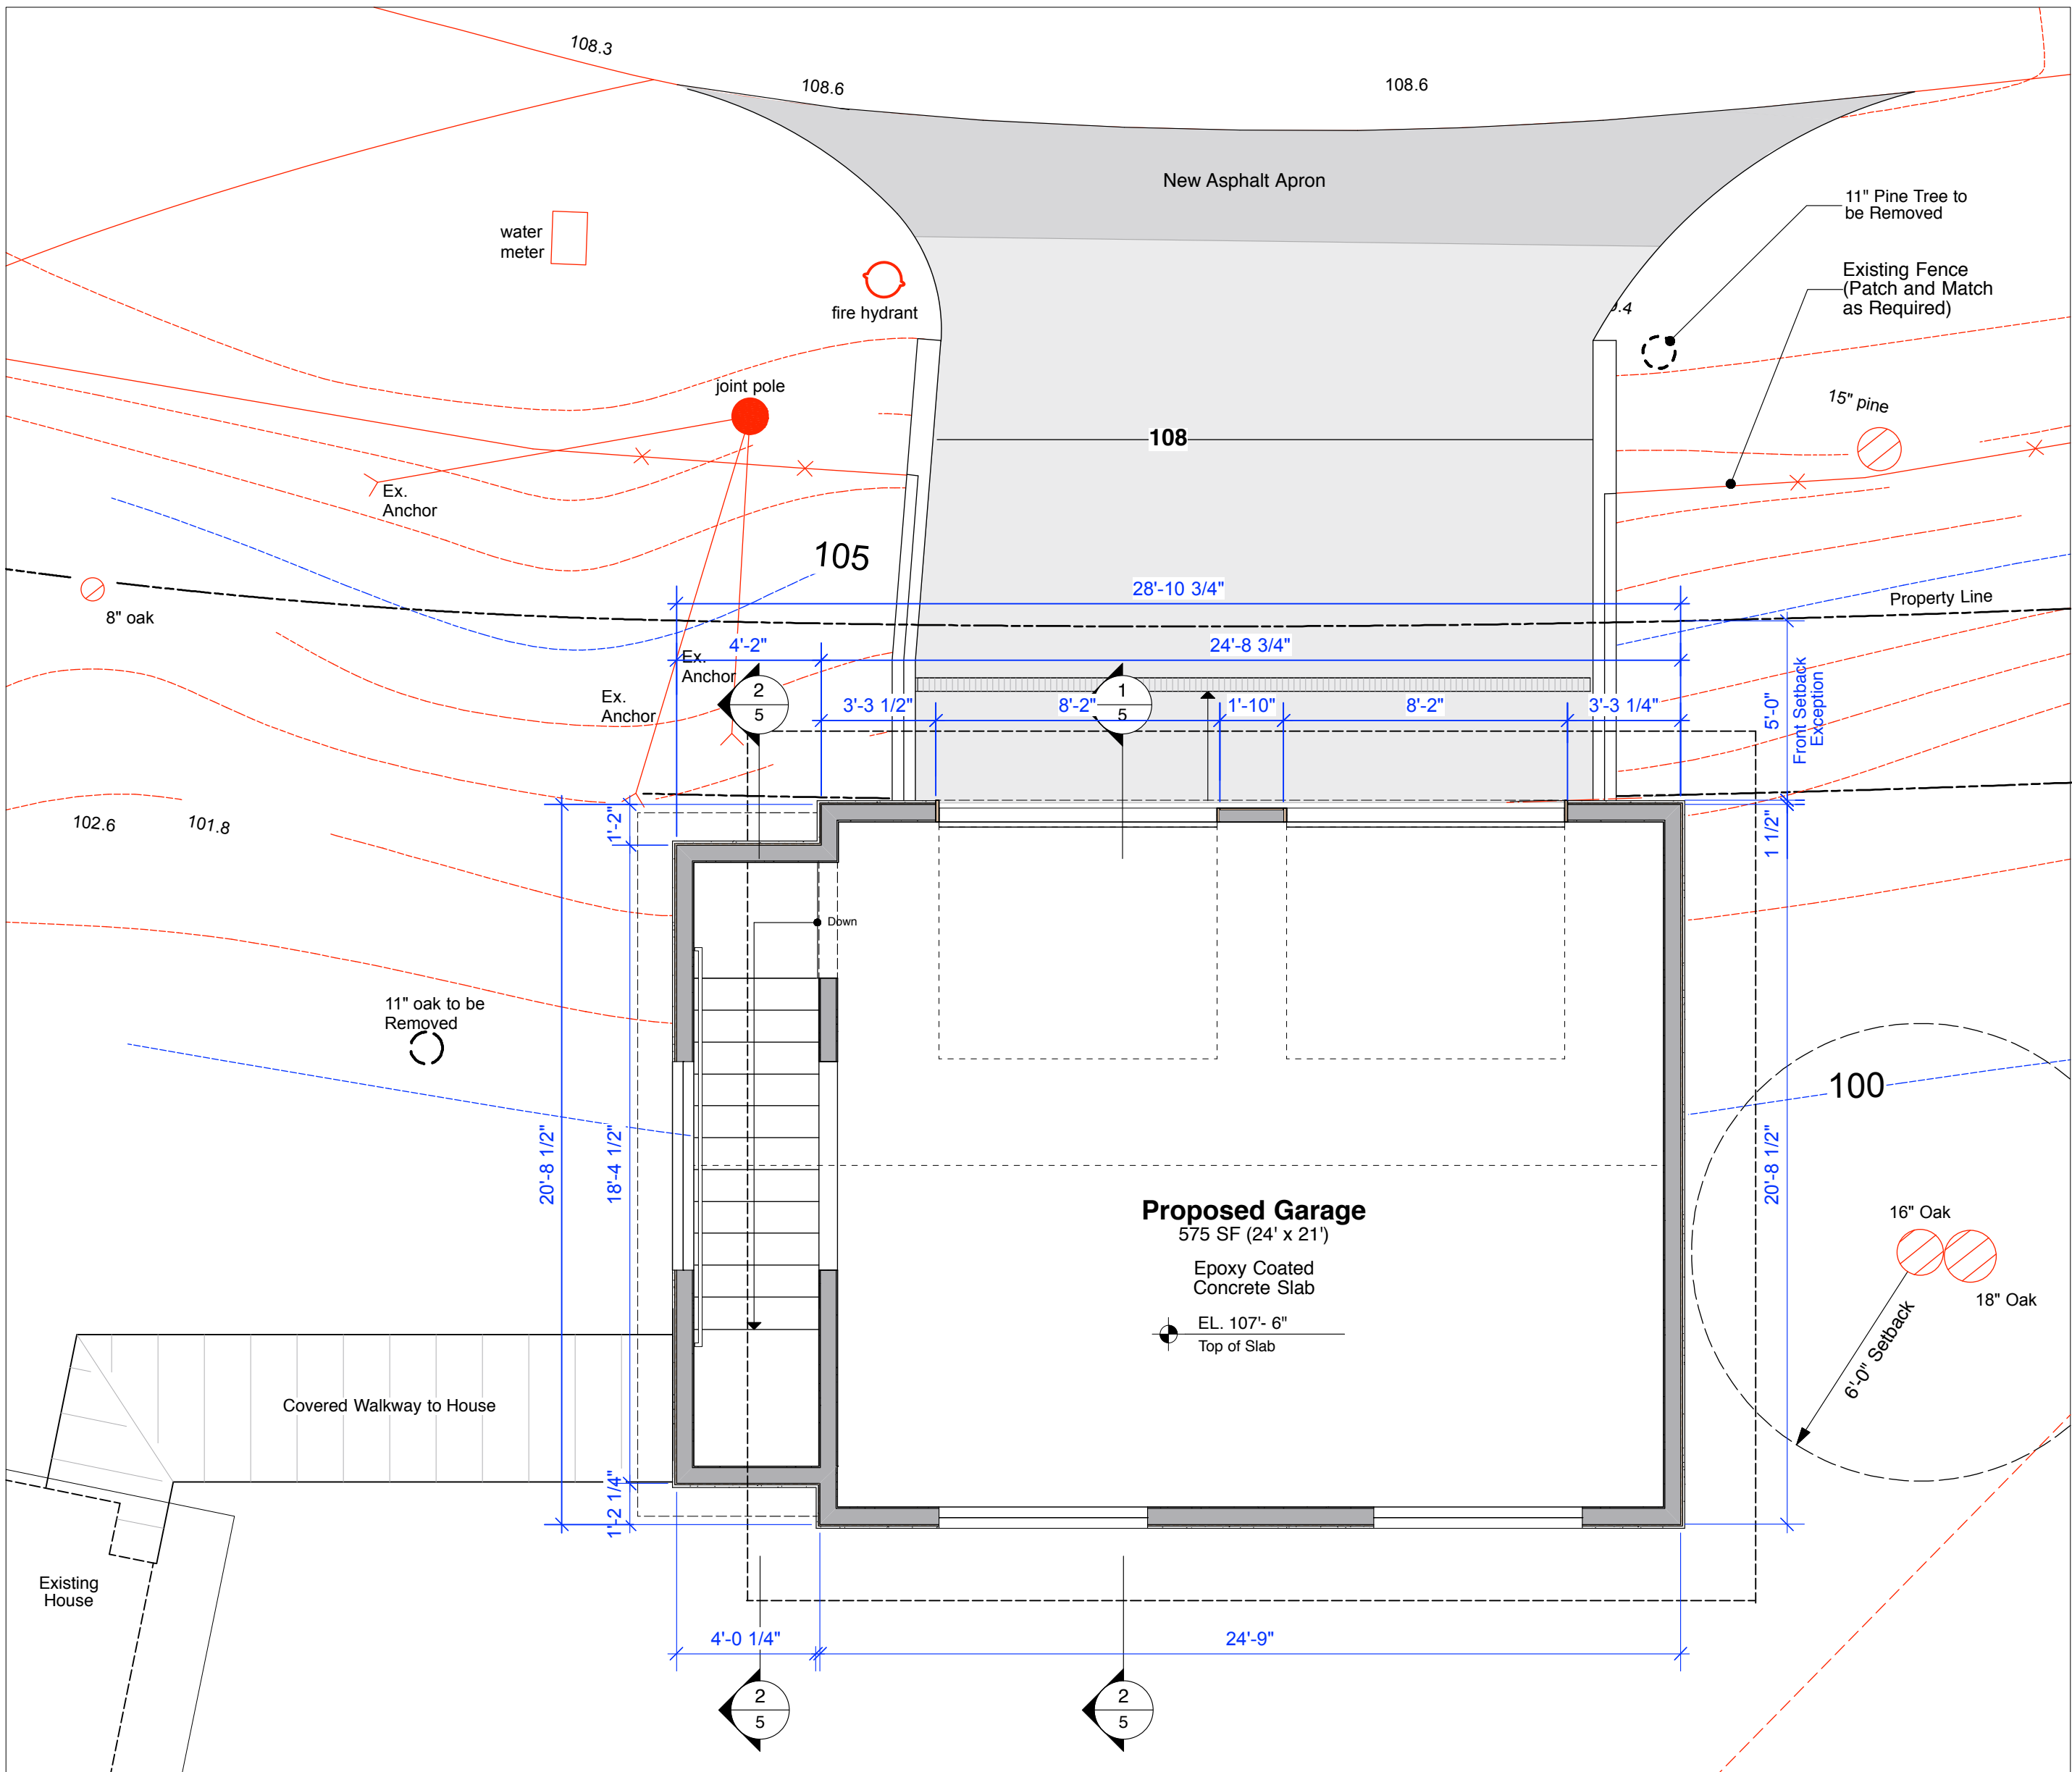 108.3
108.6
108.6
New Asphalt Apron
11" Pine Tree to
be Removed
water
meter
Existing Fence
(Patch and Match
as Required)
fire hydrant
.4
joint pole
15" pine
108
Ex.
Anchor
105
28'-10 3/4"
Property Line
8" oak
4'-2"
24'-8 3/4"
Ex.
Anchor
Ex.
Anchor
2
5
3'-3 1/2"
8'-2"
1
5
1'-10"
8'-2"
3'-3 1/4"
5'-0"
Front Setback
Exception
102.6
101.8
1'-2"
1 1/2"
Down
11" oak to be
Removed
100
20'-8 1/2"
18'-4 1/2"
20'-8 1/2"
Proposed Garage
575 SF (24' x 21')
Epoxy Coated
Concrete Slab
EL. 107'- 6"
Top of Slab
16" Oak
18" Oak
6'-0" Setback
Covered Walkway to House
1'-2 1/4"
Existing
House
4'-0 1/4"
24'-9"
2
5
2
5